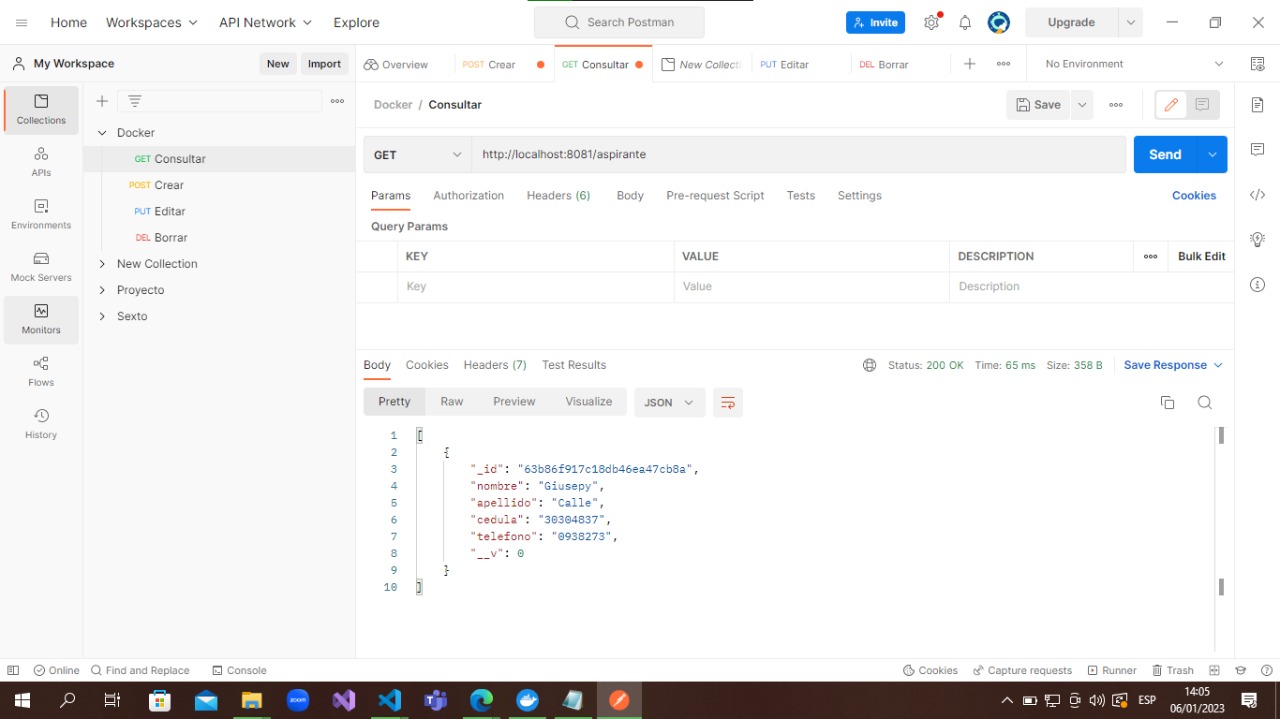 Home Workspaces API Network Explore Search Postman Invite Upgrade
My Workspace New Import Overview POST Crear GET Consultar New Collecti PUT Editar DEL Borrar No Environment
Collections
APIs
Environments
Mock Servers
Monitors
Flows
History
Docker
GET Consultar
POST Crear
PUT Editar
DEL Borrar
New Collection
Proyecto
Sexto
Docker / Consultar Save
GET http://localhost:8081/aspirante Send
Params Authorization Headers (6) Body Pre-request Script Tests Settings Cookies
Query Params
KEY VALUE DESCRIPTION Bulk Edit
Key Value Description
Body Cookies Headers (7) Test Results Status: 200 OK Time: 65 ms Size: 358 B Save Response
Pretty Raw Preview Visualize JSON
1 [
2 {
3 "_id": "63b86f917c18db46ea47cb8a",
4 "nombre": "Giusepy",
5 "apellido": "Calle",
6 "cedula": "30304837",
7 "telefono": "0938273",
8 "__v": 0
9 }
10 ]
Online Find and Replace Console Cookies Capture requests Runner Trash
zoom ESP 14:05
06/01/2023